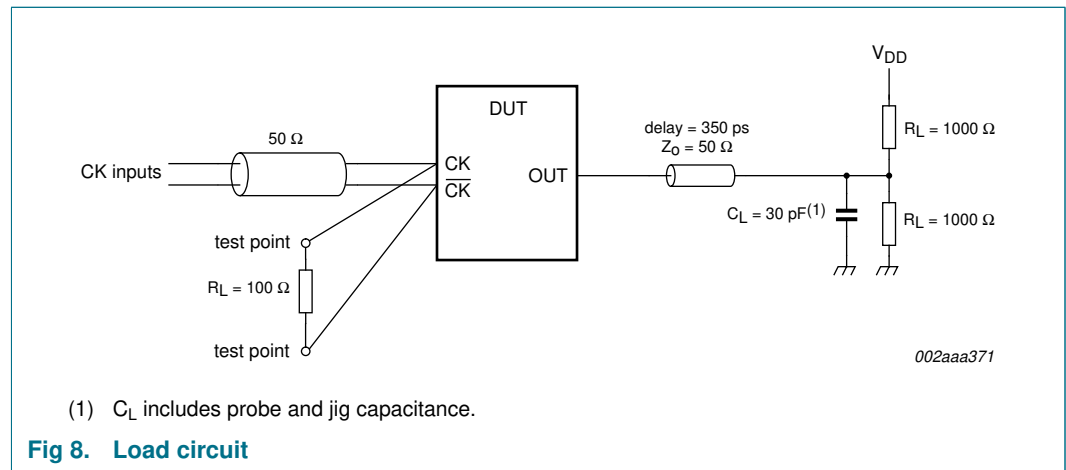 V_DD
DUT
50 Ω
delay = 350 ps
Z_o = 50 Ω
R_L = 1000 Ω
CK inputs
CK
C̅K̅
OUT
C_L = 30 pF(1)
R_L = 1000 Ω
test point
R_L = 100 Ω
test point
002aaa371
(1) C_L includes probe and jig capacitance.
Fig 8. Load circuit